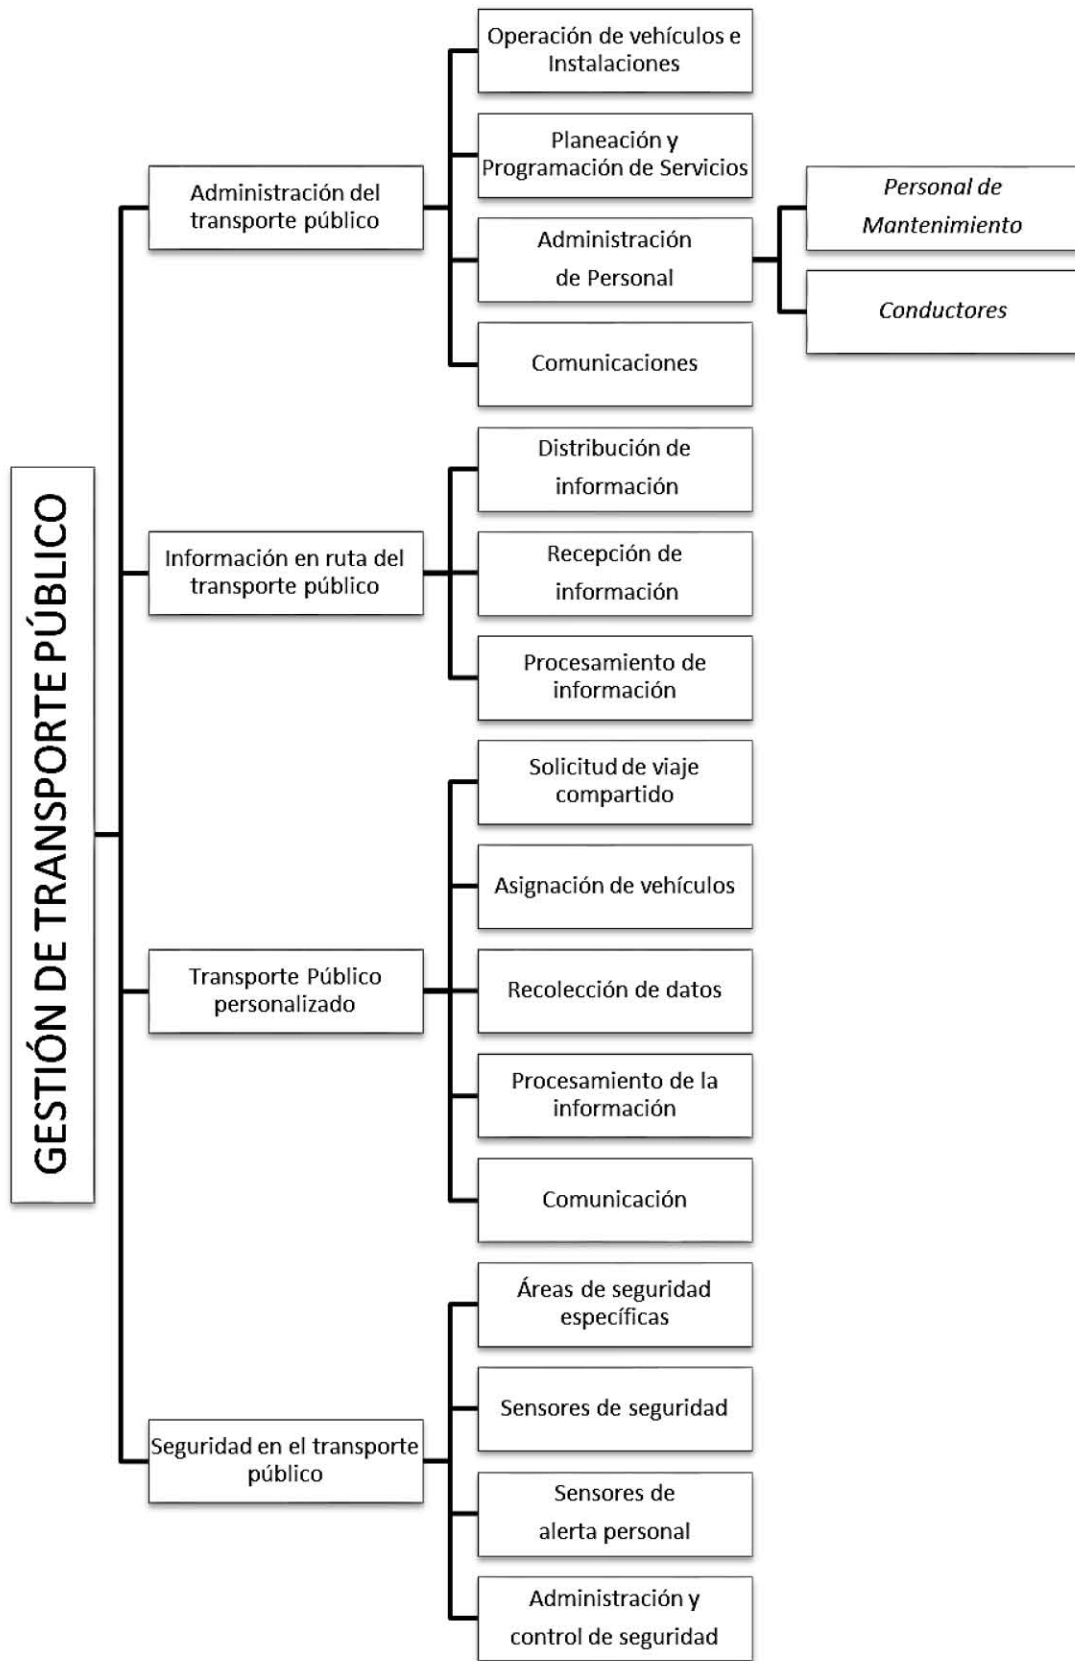 GESTIÓN DE TRANSPORTE PÚBLICO
Administración del
transporte público
Operación de vehículos e
Instalaciones
Planeación y
Programación de Servicios
Administración
de Personal
Personal de
Mantenimiento
Conductores
Comunicaciones
Información en ruta del
transporte público
Distribución de
información
Recepción de
información
Procesamiento de
información
Transporte Público
personalizado
Solicitud de viaje
compartido
Asignación de vehículos
Recolección de datos
Procesamiento de la
información
Comunicación
Seguridad en el transporte
público
Áreas de seguridad
específicas
Sensores de seguridad
Sensores de
alerta personal
Administración y
control de seguridad